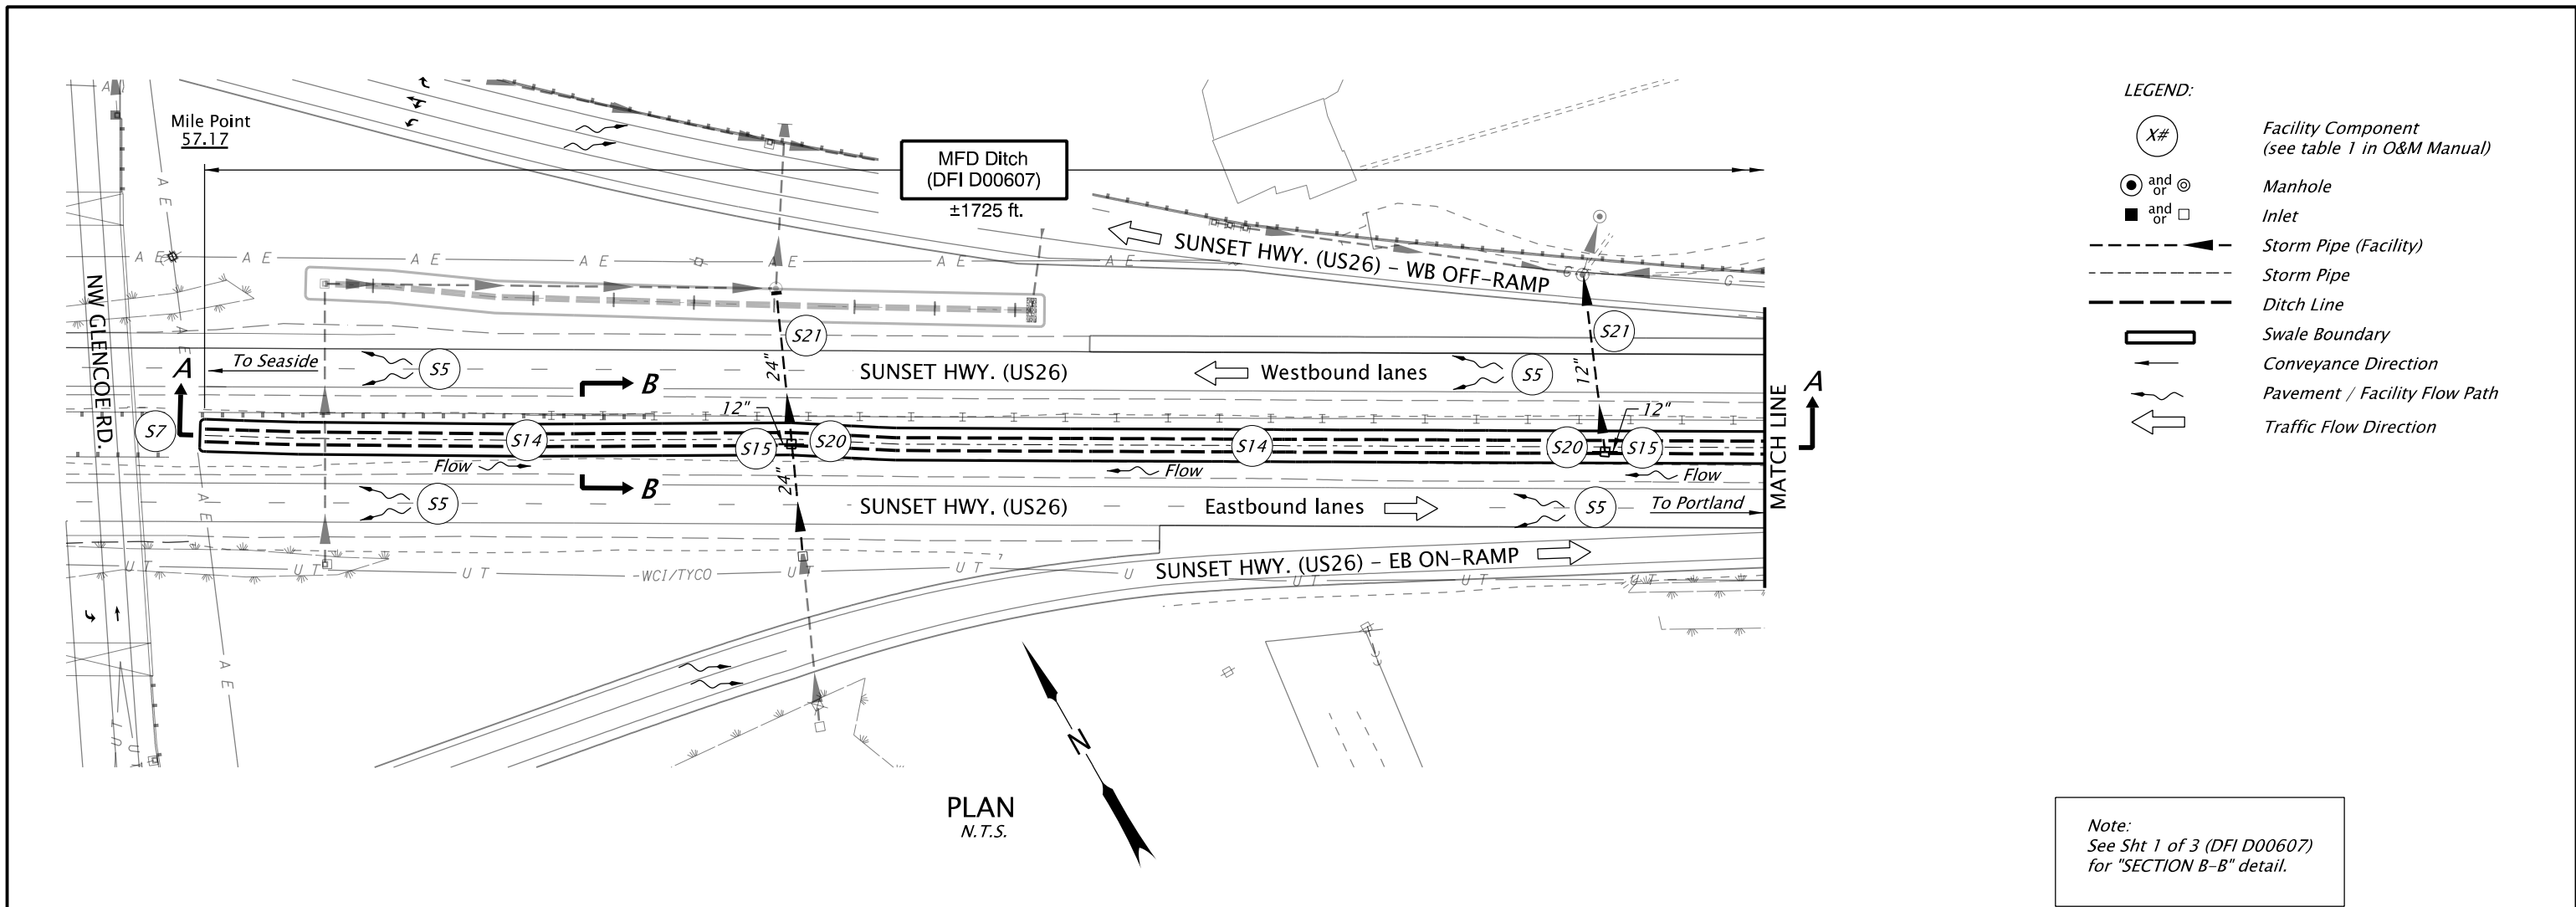 Mile Point
57.17
MFD Ditch
(DFI D00607)
±1725 ft.
NW GLENCOE RD.
A E
A E A E A E A E A E A E A E
SUNSET HWY. (US26) - WB OFF-RAMP
G
G
S21
S21
A
To Seaside
S5
24"
SUNSET HWY. (US26)
Westbound lanes
S5
12"
A
B
12"
12"
S7
S14
S15
S20
S14
S20
S15
Flow
Flow
Flow
B
24"
S5
SUNSET HWY. (US26)
Eastbound lanes
S5
To Portland
MATCH LINE
A E
A E
U T U T U T WCI/TYCO U T U T U U T U T U T
SUNSET HWY. (US26) - EB ON-RAMP
A E
A E
U T
U
N
PLAN
N.T.S.
LEGEND:
X#
Facility Component
(see table 1 in O&M Manual)
and
or
Manhole
and
or
Inlet
Storm Pipe (Facility)
Storm Pipe
Ditch Line
Swale Boundary
Conveyance Direction
Pavement / Facility Flow Path
Traffic Flow Direction
Note:
See Sht 1 of 3 (DFI D00607)
for "SECTION B-B" detail.